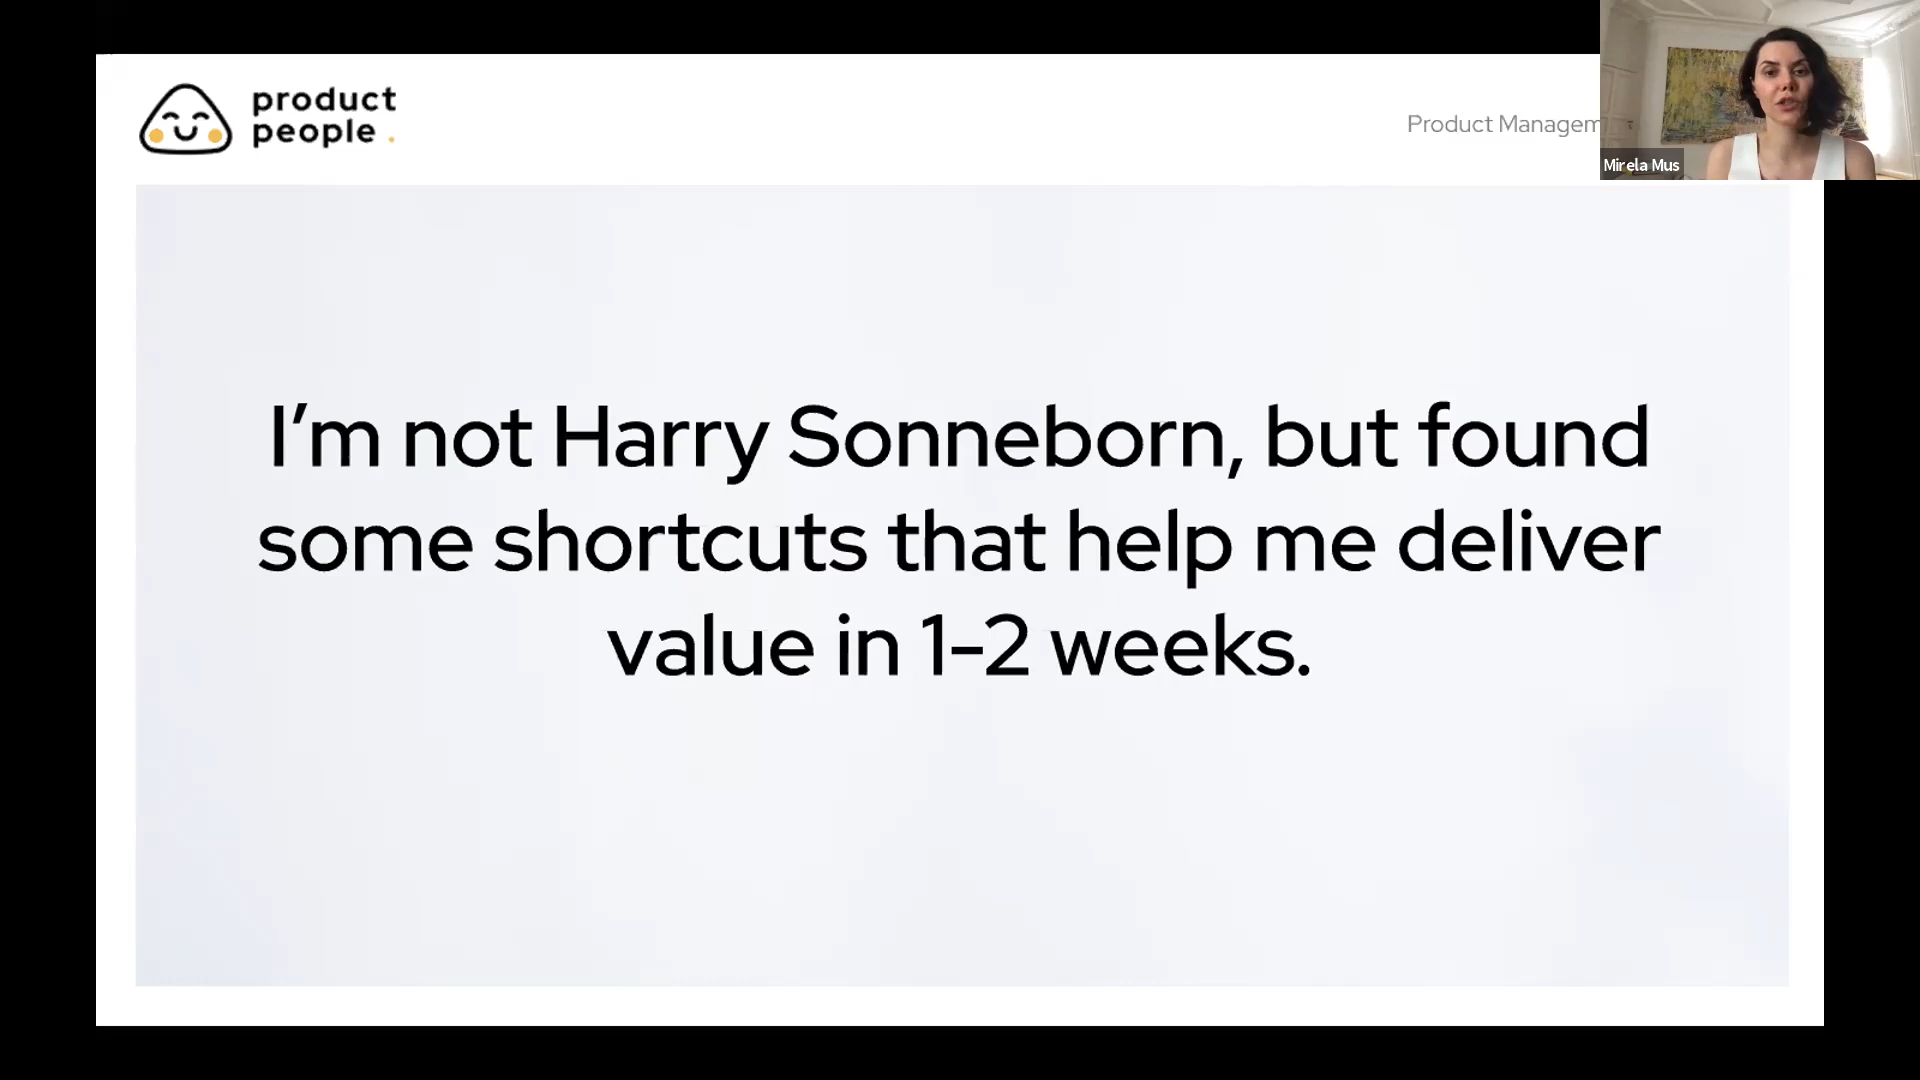 product
people .
Product Managem
Mirela Mus
I’m not Harry Sonneborn, but found
some shortcuts that help me deliver
value in 1-2 weeks.